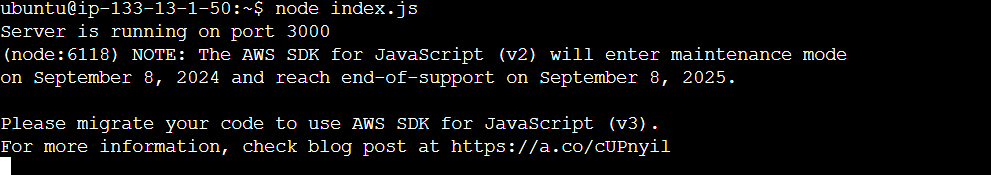 ubuntu@ip-133-13-1-50:~$ node index.js
Server is running on port 3000
(node:6118) NOTE: The AWS SDK for JavaScript (v2) will enter maintenance mode
on September 8, 2024 and reach end-of-support on September 8, 2025.
Please migrate your code to use AWS SDK for JavaScript (v3).
For more information, check blog post at https://a.co/cUPnyil